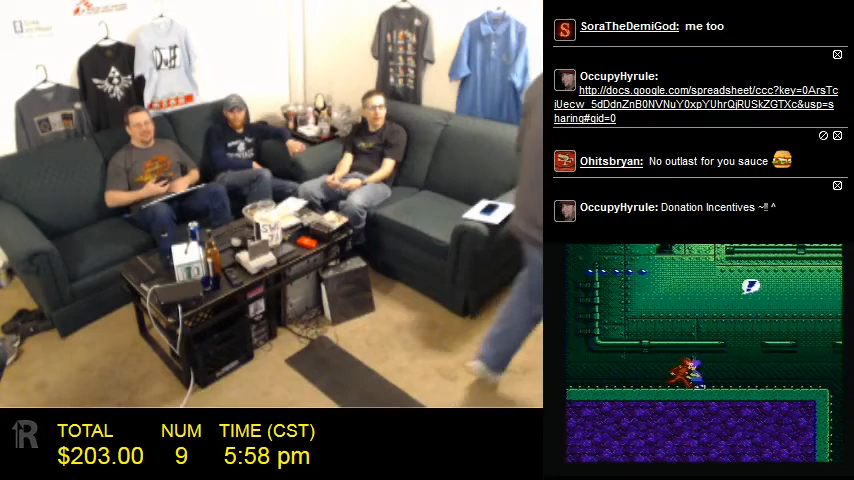 SoraTheDemiGod: me too
OccupyHyrule:
http://docs.google.com/spreadsheet/ccc?key=0ArsTc
iUecw_5dDdnZnB0NVNuY0xpYUhrQjRUSkZGTXc&usp=s
haring#gid=0
Ohitsbryan: No outlast for you sauce
OccupyHyrule: Donation Incentives ~!! ^
Duff
TOTAL NUM TIME (CST)
$203.00 9 5:58 pm